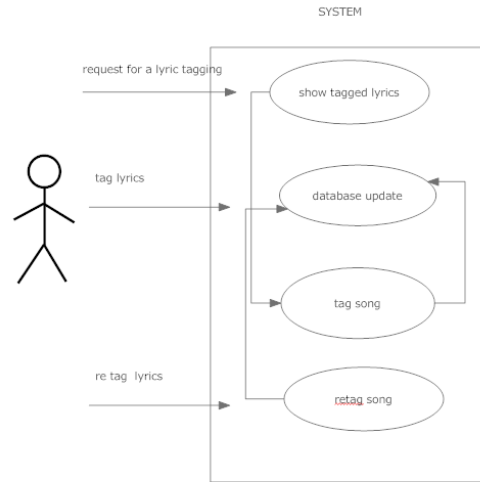 SYSTEM
request for a lyric tagging
show tagged lyrics
tag lyrics
database update
tag song
re tag lyrics
retag song